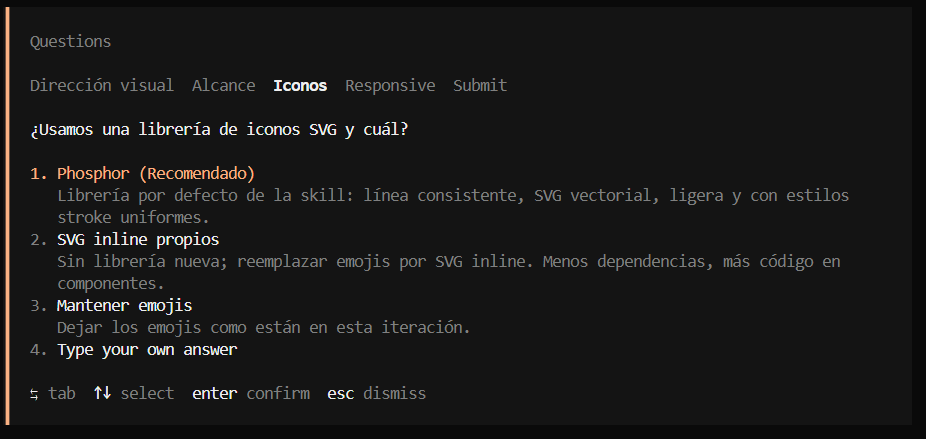 Questions
Dirección visual  Alcance  Iconos  Responsive  Submit
¿Usamos una librería de iconos SVG y cuál?
1. Phosphor (Recomendado)
Librería por defecto de la skill: línea consistente, SVG vectorial, ligera y con estilos
stroke uniformes.
2. SVG inline propios
Sin librería nueva; reemplazar emojis por SVG inline. Menos dependencias, más código en
componentes.
3. Mantener emojis
Dejar los emojis como están en esta iteración.
4. Type your own answer
⇆ tab  ↑↓ select  enter confirm  esc dismiss